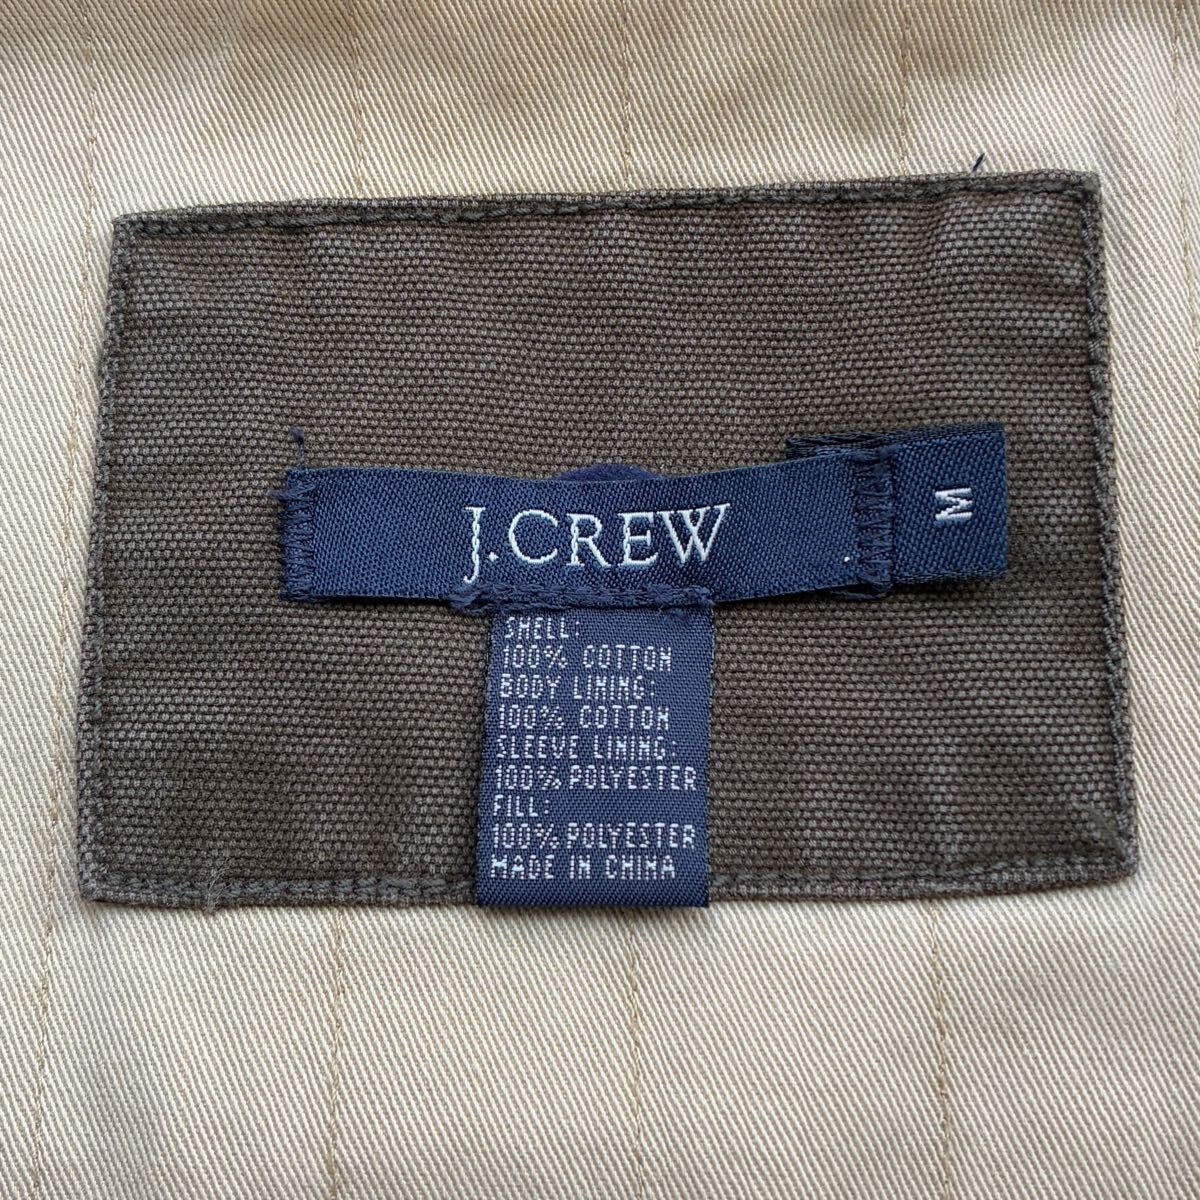 J.CREW
M
SHELL:
100% COTTON
BODY LINING:
100% COTTON
SLEEVE LINING:
100% POLYESTER
FILL:
100% POLYESTER
MADE IN CHINA